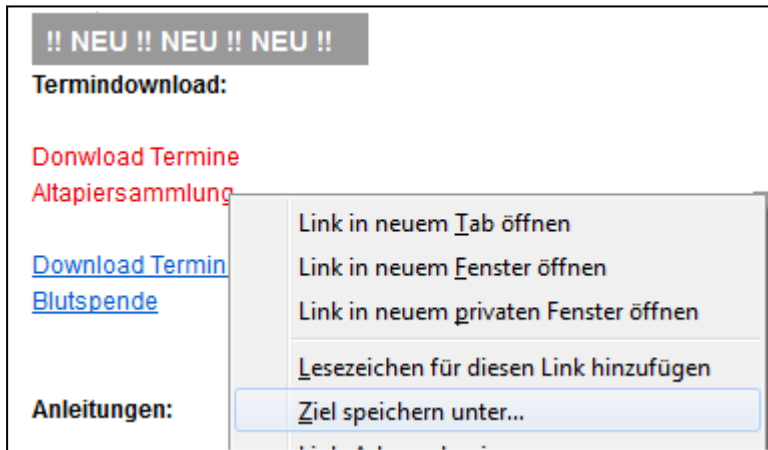 !! NEU !! NEU !! NEU !!
Termindownload:
Donwload Termine
Altapiersammlung
Link in neuem Tab öffnen
Download Termin
Link in neuem Fenster öffnen
Blutspende
Link in neuem privaten Fenster öffnen
Lesezeichen für diesen Link hinzufügen
Anleitungen:
Ziel speichern unter...